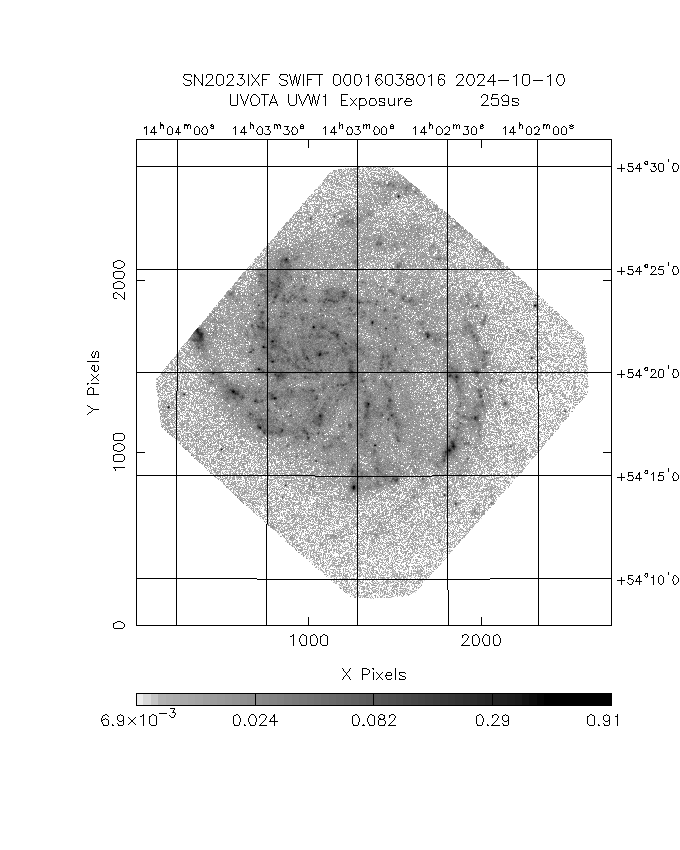 SN2023IXF SWIFT 00016038016 2024-10-10
UVOTA UVW1 Exposure 259s
14ʰ04ᵐ00ˢ 14ʰ03ᵐ30ˢ 14ʰ03ᵐ00ˢ 14ʰ02ᵐ30ˢ 14ʰ02ᵐ00ˢ
+54°30'0
+54°25'0
+54°20'0
+54°15'0
+54°10'0
2000
1000
0
Y Pixels
1000 2000
X Pixels
6.9×10⁻³ 0.024 0.082 0.29 0.91